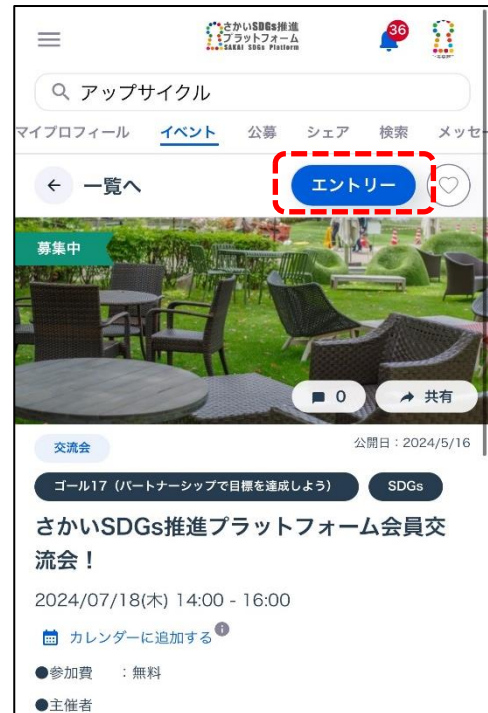 さかいSDGs推進
プラットフォーム
SAKAI SDGs Platform
36
アップサイクル
マイプロフィール イベント 公募 シェア 検索 メッセ
一覧へ エントリー
募集中
0 共有
交流会 公開日：2024/5/16
ゴール17（パートナーシップで目標を達成しよう） SDGs
さかいSDGs推進プラットフォーム会員交
流会！
2024/07/18(木) 14:00 - 16:00
カレンダーに追加する
●参加費 ：無料
●主催者